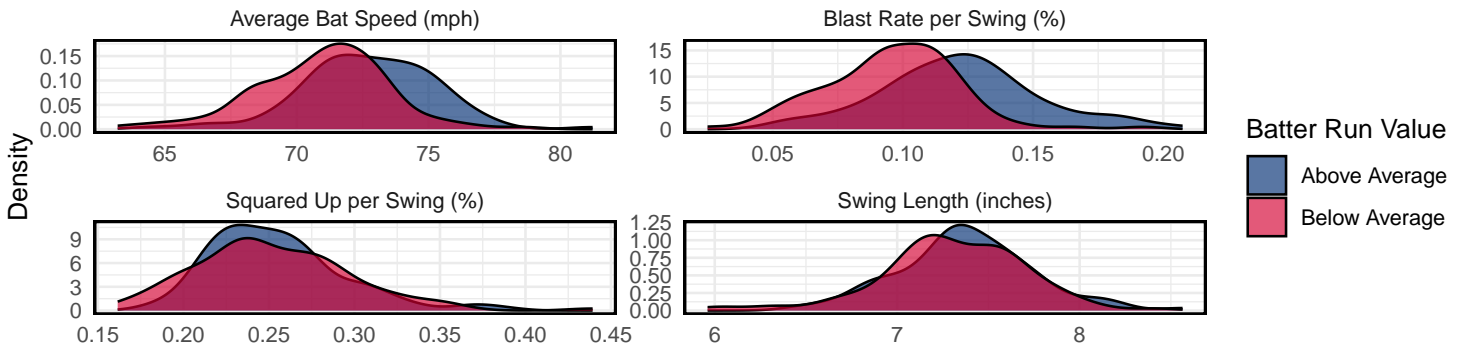 Average Bat Speed (mph)
Blast Rate per Swing (%)
0.15
0.10
0.05
0.00
65 70 75 80
15
10
5
0
0.05 0.10 0.15 0.20
Density
Squared Up per Swing (%)
Swing Length (inches)
9
6
3
0
0.15 0.20 0.25 0.30 0.35 0.40 0.45
1.25
1.00
0.75
0.50
0.25
0.00
6 7 8
Batter Run Value
Above Average
Below Average